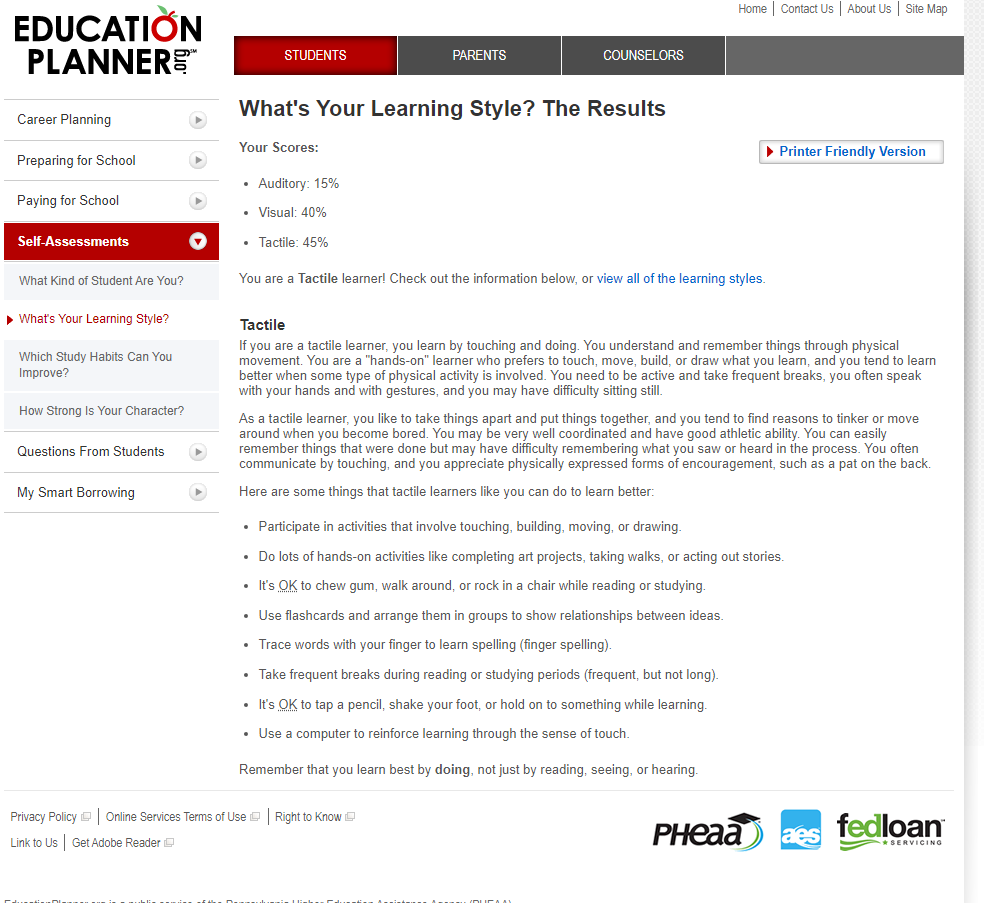 EDUCATION
PLANNER.org℠
Home
Contact Us
About Us
Site Map
STUDENTS
PARENTS
COUNSELORS
Career Planning
Preparing for School
Paying for School
Self-Assessments
What Kind of Student Are You?
What's Your Learning Style?
Which Study Habits Can You
Improve?
How Strong Is Your Character?
Questions From Students
My Smart Borrowing
What's Your Learning Style? The Results
Your Scores:
Printer Friendly Version
• Auditory: 15%
• Visual: 40%
• Tactile: 45%
You are a Tactile learner! Check out the information below, or view all of the learning styles.
Tactile
If you are a tactile learner, you learn by touching and doing. You understand and remember things through physical
movement. You are a "hands-on" learner who prefers to touch, move, build, or draw what you learn, and you tend to learn
better when some type of physical activity is involved. You need to be active and take frequent breaks, you often speak
with your hands and with gestures, and you may have difficulty sitting still.
As a tactile learner, you like to take things apart and put things together, and you tend to find reasons to tinker or move
around when you become bored. You may be very well coordinated and have good athletic ability. You can easily
remember things that were done but may have difficulty remembering what you saw or heard in the process. You often
communicate by touching, and you appreciate physically expressed forms of encouragement, such as a pat on the back.
Here are some things that tactile learners like you can do to learn better:
• Participate in activities that involve touching, building, moving, or drawing.
• Do lots of hands-on activities like completing art projects, taking walks, or acting out stories.
• It's OK to chew gum, walk around, or rock in a chair while reading or studying.
• Use flashcards and arrange them in groups to show relationships between ideas.
• Trace words with your finger to learn spelling (finger spelling).
• Take frequent breaks during reading or studying periods (frequent, but not long).
• It's OK to tap a pencil, shake your foot, or hold on to something while learning.
• Use a computer to reinforce learning through the sense of touch.
Remember that you learn best by doing, not just by reading, seeing, or hearing.
Privacy Policy
Online Services Terms of Use
Right to Know
Link to Us
Get Adobe Reader
PHEAA
aes
fedloan
SERVICING
EducationPlanner.org is a public service of the Pennsylvania Higher Education Assistance Agency (PHEAA)